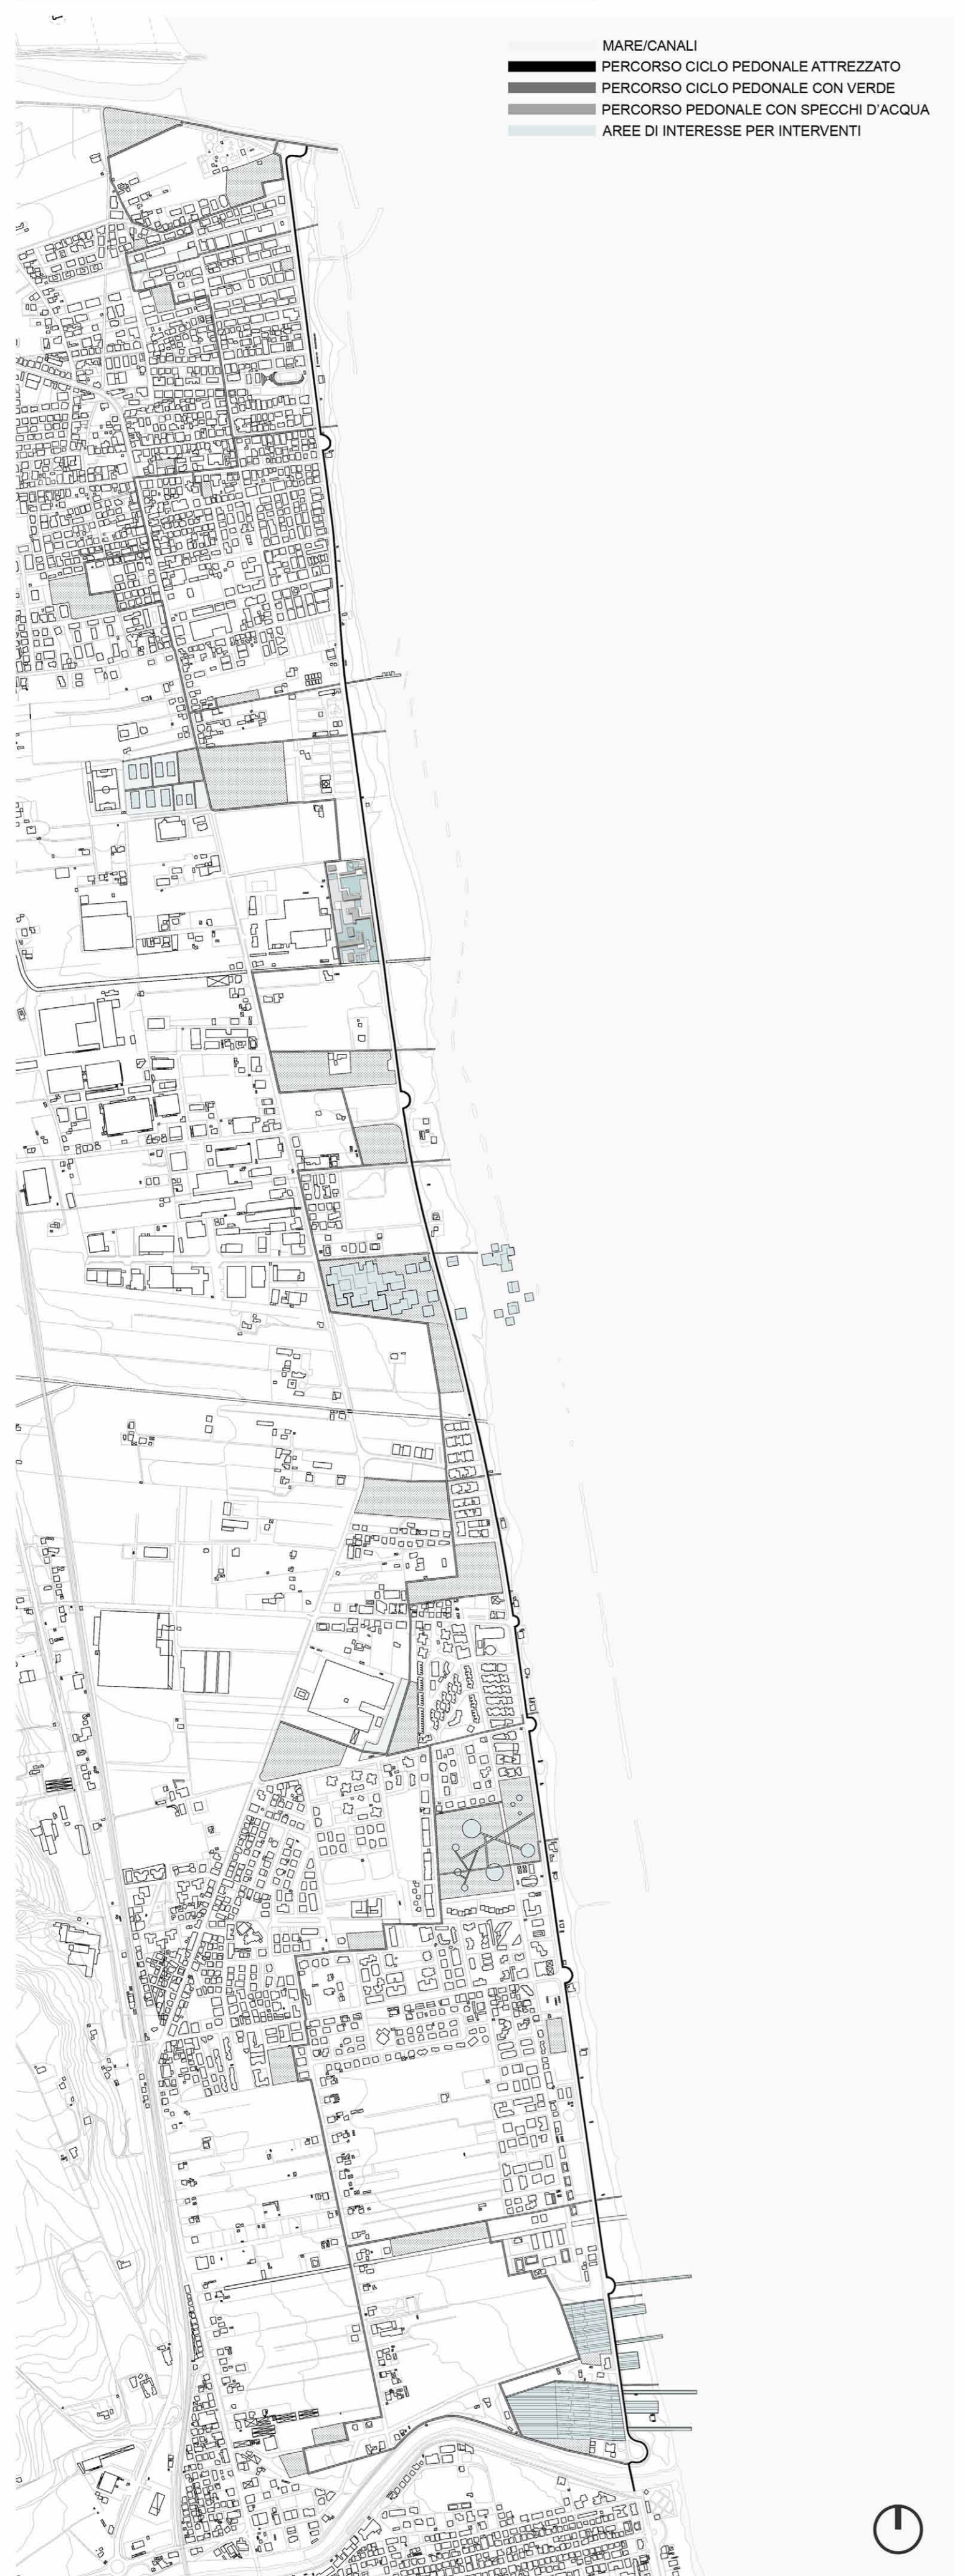 MARE/CANALI
PERCORSO CICLO PEDONALE ATTREZZATO
PERCORSO CICLO PEDONALE CON VERDE
PERCORSO PEDONALE CON SPECCHI D'ACQUA
AREE DI INTERESSE PER INTERVENTI